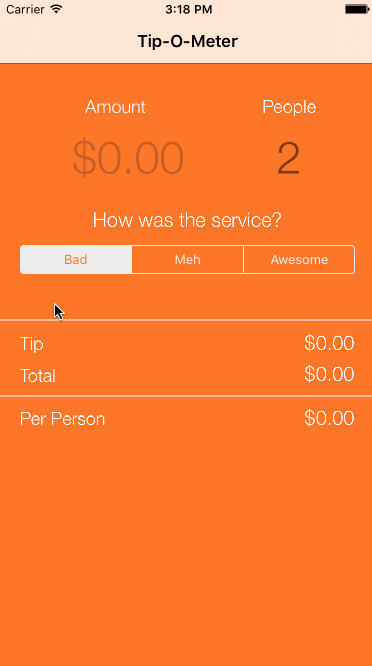 Carrier 3:18 PM
Tip-O-Meter
Amount People
$0.00 2
How was the service?
Bad Meh Awesome
Tip $0.00
Total $0.00
Per Person $0.00